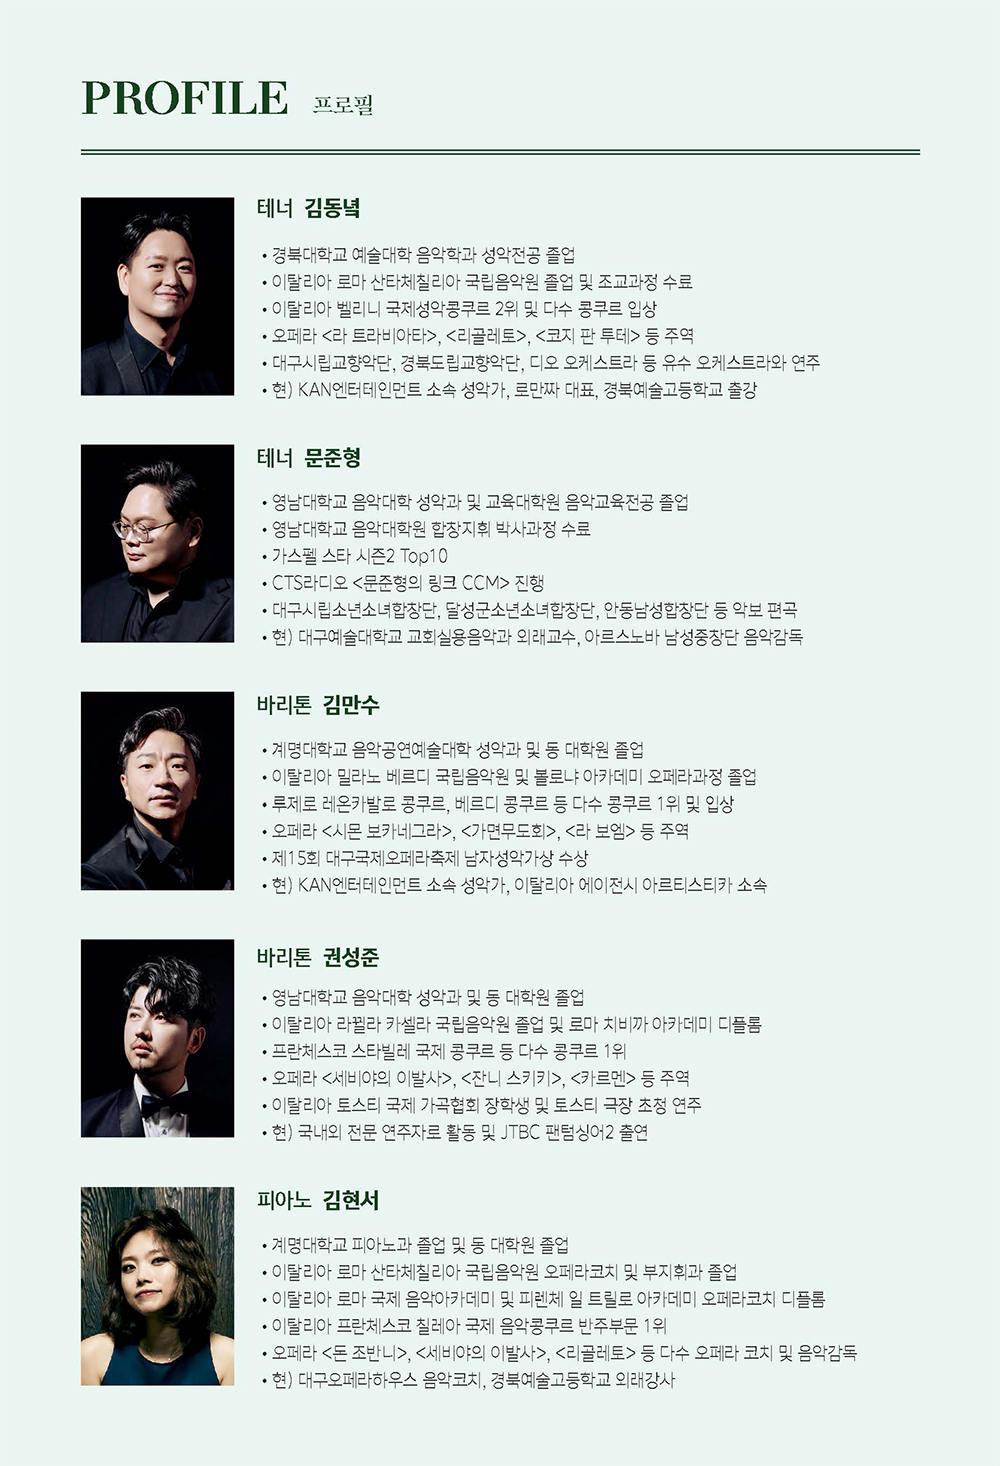 PROFILE 프로필
테너 김동녘
• 경북대학교 예술대학 음악학과 성악전공 졸업
• 이탈리아 로마 산타체칠리아 국립음악원 졸업 및 조교과정 수료
• 이탈리아 벨리니 국제성악콩쿠르 2위 및 다수 콩쿠르 입상
• 오페라 <라 트라비아타>, <리골레토>, <코지 판 투테> 등 주역
• 대구시립교향악단, 경북도립교향악단, 디오 오케스트라 등 유수 오케스트라와 연주
• 현) KAN엔터테인먼트 소속 성악가, 로만짜 대표, 경북예술고등학교 출강
테너 문준형
• 영남대학교 음악대학 성악과 및 교육대학원 음악교육전공 졸업
• 영남대학교 음악대학원 합창지휘 박사과정 수료
• 가스펠 스타 시즌2 Top10
• CTS라디오 <문준형의 링크 CCM> 진행
• 대구시립소년소녀합창단, 달성군소년소녀합창단, 안동남성합창단 등 악보 편곡
• 현) 대구예술대학교 교회실용음악과 외래교수, 아르스노바 남성중창단 음악감독
바리톤 김만수
• 계명대학교 음악공연예술대학 성악과 및 동 대학원 졸업
• 이탈리아 밀라노 베르디 국립음악원 및 볼로냐 아카데미 오페라과정 졸업
• 루제로 레온카발로 콩쿠르, 베르디 콩쿠르 등 다수 콩쿠르 1위 및 입상
• 오페라 <시몬 보카네그라>, <가면무도회>, <라 보엠> 등 주역
• 제15회 대구국제오페라축제 남자성악가상 수상
• 현) KAN엔터테인먼트 소속 성악가, 이탈리아 에이전시 아르티스티카 소속
바리톤 권성준
• 영남대학교 음악대학 성악과 및 동 대학원 졸업
• 이탈리아 라퀼라 카셀라 국립음악원 졸업 및 로마 치비까 아카데미 디플롬
• 프란체스코 스타빌레 국제 콩쿠르 등 다수 콩쿠르 1위
• 오페라 <세비야의 이발사>, <잔니 스키키>, <카르멘> 등 주역
• 이탈리아 토스티 국제 가곡협회 장학생 및 토스티 극장 초청 연주
• 현) 국내외 전문 연주자로 활동 및 JTBC 팬텀싱어2 출연
피아노 김현서
• 계명대학교 피아노과 졸업 및 동 대학원 졸업
• 이탈리아 로마 산타체칠리아 국립음악원 오페라코치 및 부지휘과 졸업
• 이탈리아 로마 국제 음악아카데미 및 피렌체 일 트릴로 아카데미 오페라코치 디플롬
• 이탈리아 프란체스코 칠레아 국제 음악콩쿠르 반주부문 1위
• 오페라 <돈 조반니>, <세비야의 이발사>, <리골레토> 등 다수 오페라 코치 및 음악감독
• 현) 대구오페라하우스 음악코치, 경북예술고등학교 외래강사